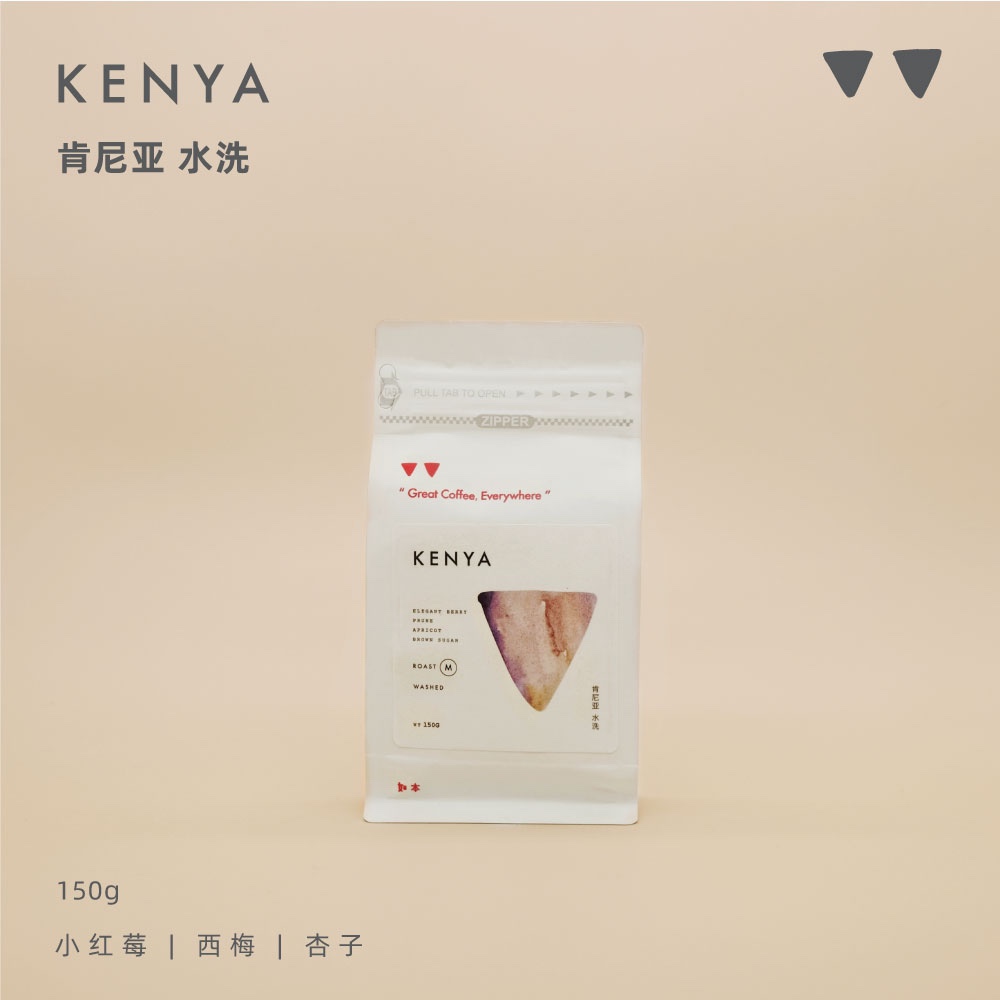 KENYA
肯尼亚 水洗
TAB
PULL TAB TO OPEN
ZIPPER
“ Great Coffee, Everywhere ”
KENYA
ELEGANT BERRY
PRUNE
APRICOT
BROWN SUGAR
ROAST M
WASHED
WT 150G
肯尼亚 水洗
本
150g
小红莓 | 西梅 | 杏子